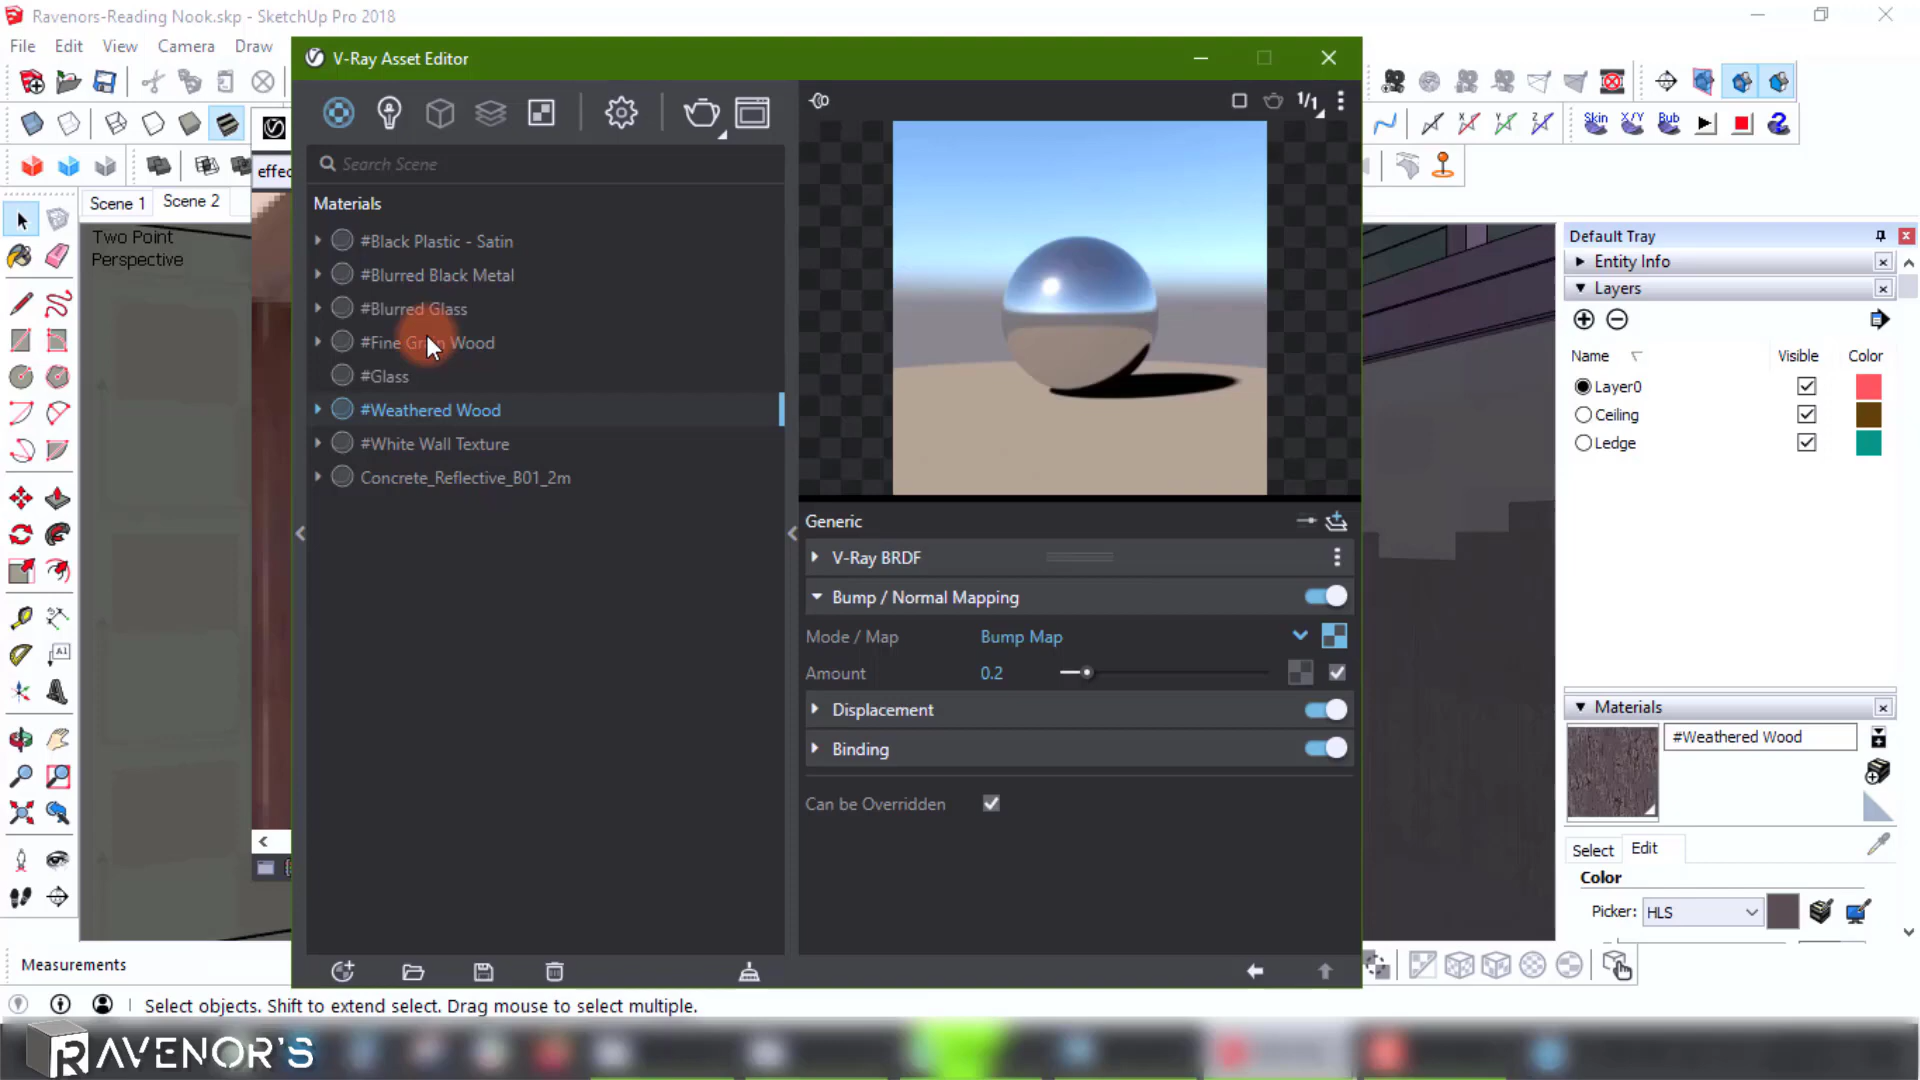 Ravenors-Reading Nook.skp - SketchUp Pro 2018
File Edit View Camera Draw
V-Ray Asset Editor
1/1
Skin X/Y Bub
effec
Search Scene
Scene 1 Scene 2
Two Point
Perspective
Materials
#Black Plastic - Satin
#Blurred Black Metal
#Blurred Glass
#Fine Grain Wood
#Glass
#Weathered Wood
#White Wall Texture
Concrete_Reflective_B01_2m
Generic
V-Ray BRDF
Bump / Normal Mapping
Mode / Map Bump Map
Amount 0.2
Displacement
Binding
Can be Overridden
Default Tray
Entity Info
Layers
Name Visible Color
Layer0
Ceiling
Ledge
Materials
#Weathered Wood
Select Edit
Color
Picker: HLS
Measurements
Select objects. Shift to extend select. Drag mouse to select multiple.
RAVENOR'S